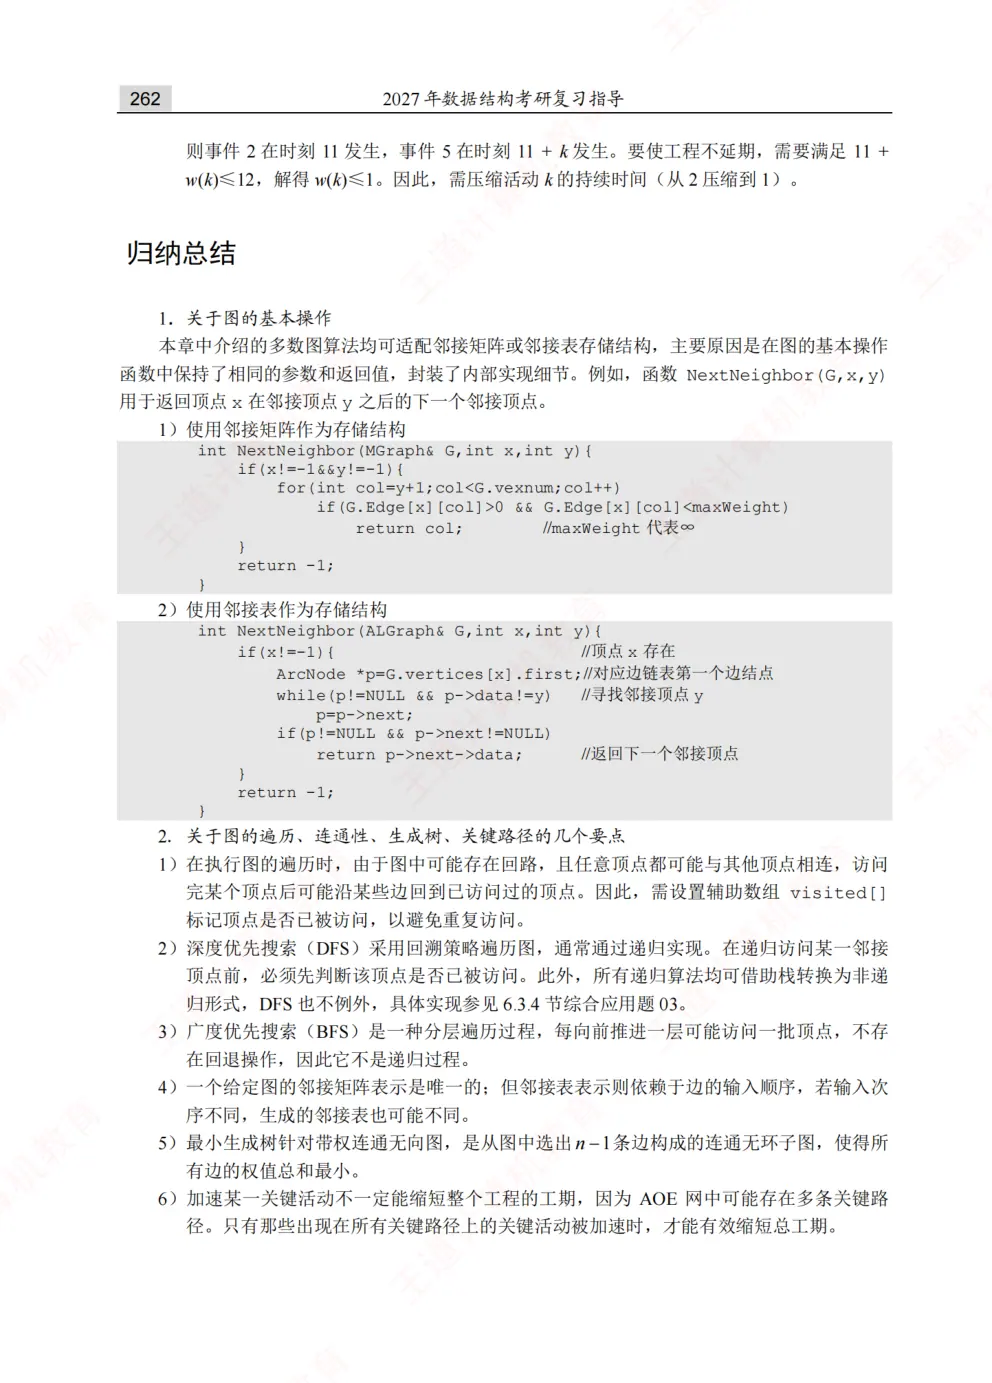 262
2027年数据结构考研复习指导
则事件 2 在时刻 11 发生，事件 5 在时刻 11 + k 发生。要使工程不延期，需要满足 11 +
w(k)≤12，解得 w(k)≤1。因此，需压缩活动 k 的持续时间（从 2 压缩到 1）。
归纳总结
1．关于图的基本操作
本章中介绍的多数图算法均可适配邻接矩阵或邻接表存储结构，主要原因是在图的基本操作
函数中保持了相同的参数和返回值，封装了内部实现细节。例如，函数 NextNeighbor(G,x,y)
用于返回顶点 x 在邻接顶点 y 之后的下一个邻接顶点。
1）使用邻接矩阵作为存储结构
int NextNeighbor(MGraph& G,int x,int y){
if(x!=-1&&y!=-1){
for(int col=y+1;col<G.vexnum;col++)
if(G.Edge[x][col]>0 && G.Edge[x][col]<maxWeight)
return col; //maxWeight 代表∞
}
return -1;
}
2）使用邻接表作为存储结构
int NextNeighbor(ALGraph& G,int x,int y){
if(x!=-1){ //顶点 x 存在
ArcNode *p=G.vertices[x].first;//对应边链表第一个边结点
while(p!=NULL && p->data!=y) //寻找邻接顶点 y
p=p->next;
if(p!=NULL && p->next!=NULL)
return p->next->data; //返回下一个邻接顶点
}
return -1;
}
2. 关于图的遍历、连通性、生成树、关键路径的几个要点
1）在执行图的遍历时，由于图中可能存在回路，且任意顶点都可能与其他顶点相连，访问
完某个顶点后可能沿某些边回到已访问过的顶点。因此，需设置辅助数组 visited[]
标记顶点是否已被访问，以避免重复访问。
2）深度优先搜索（DFS）采用回溯策略遍历图，通常通过递归实现。在递归访问某一邻接
顶点前，必须先判断该顶点是否已被访问。此外，所有递归算法均可借助栈转换为非递
归形式，DFS 也不例外，具体实现参见 6.3.4 节综合应用题 03。
3）广度优先搜索（BFS）是一种分层遍历过程，每向前推进一层可能访问一批顶点，不存
在回退操作，因此它不是递归过程。
4）一个给定图的邻接矩阵表示是唯一的；但邻接表表示则依赖于边的输入顺序，若输入次
序不同，生成的邻接表也可能不同。
5）最小生成树针对带权连通无向图，是从图中选出 n－1条边构成的连通无环子图，使得所
有边的权值总和最小。
6）加速某一关键活动不一定能缩短整个工程的工期，因为 AOE 网中可能存在多条关键路
径。只有那些出现在所有关键路径上的关键活动被加速时，才能有效缩短总工期。